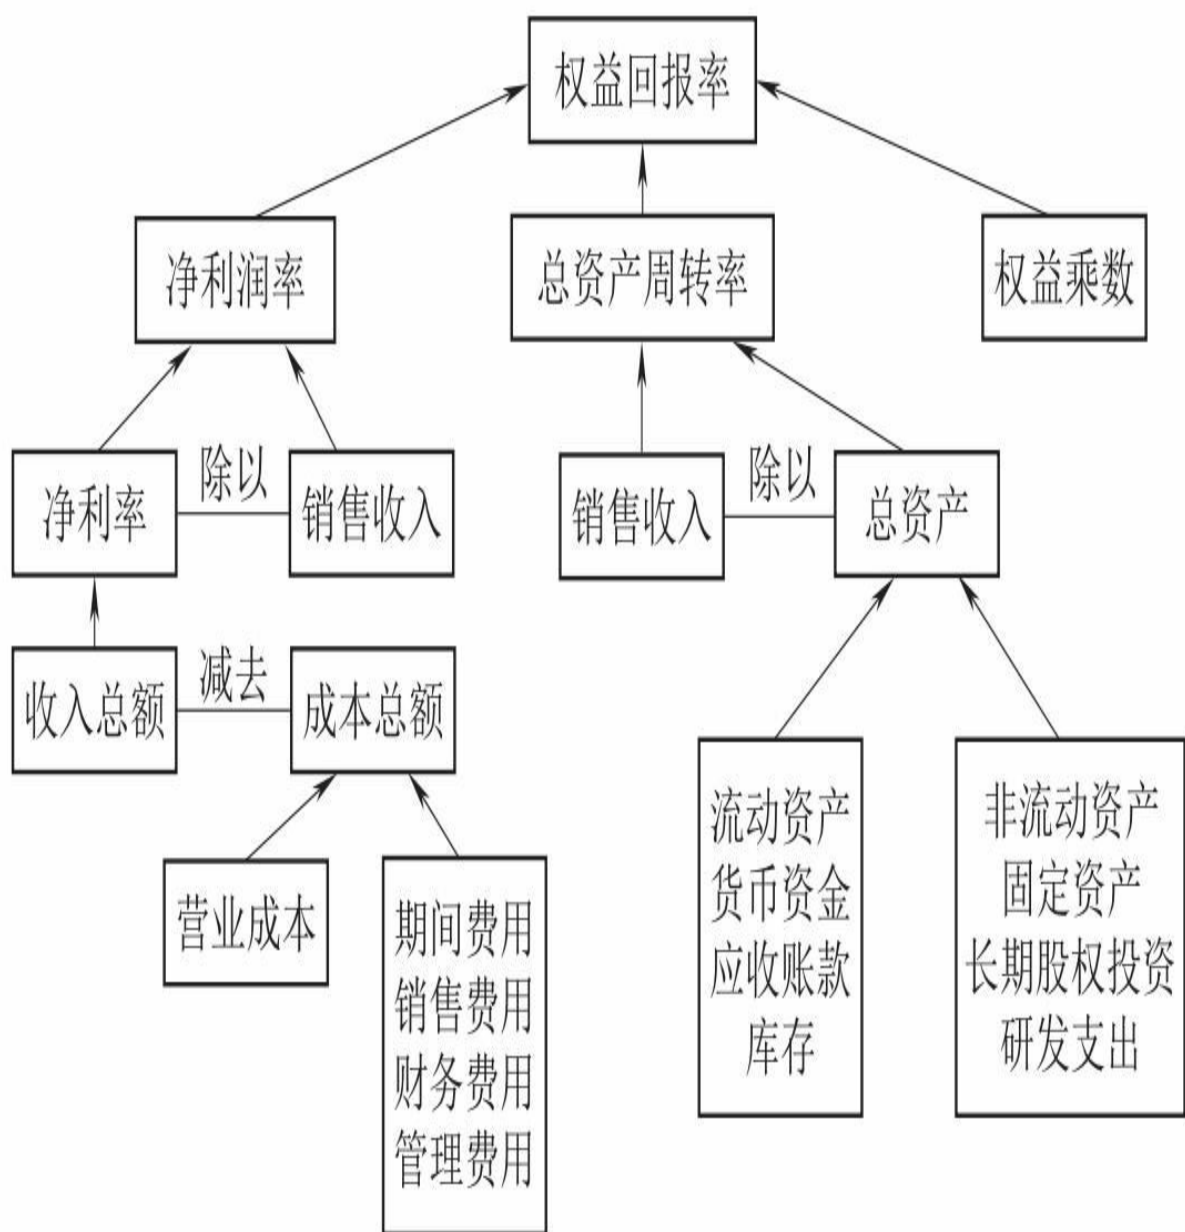 权益回报率
净利润率
总资产周转率
权益乘数
净利率
除以
销售收入
销售收入
除以
总资产
收入总额
减去
成本总额
营业成本
期间费用
销售费用
财务费用
管理费用
流动资产
货币资金
应收账款
库存
非流动资产
固定资产
长期股权投资
研发支出